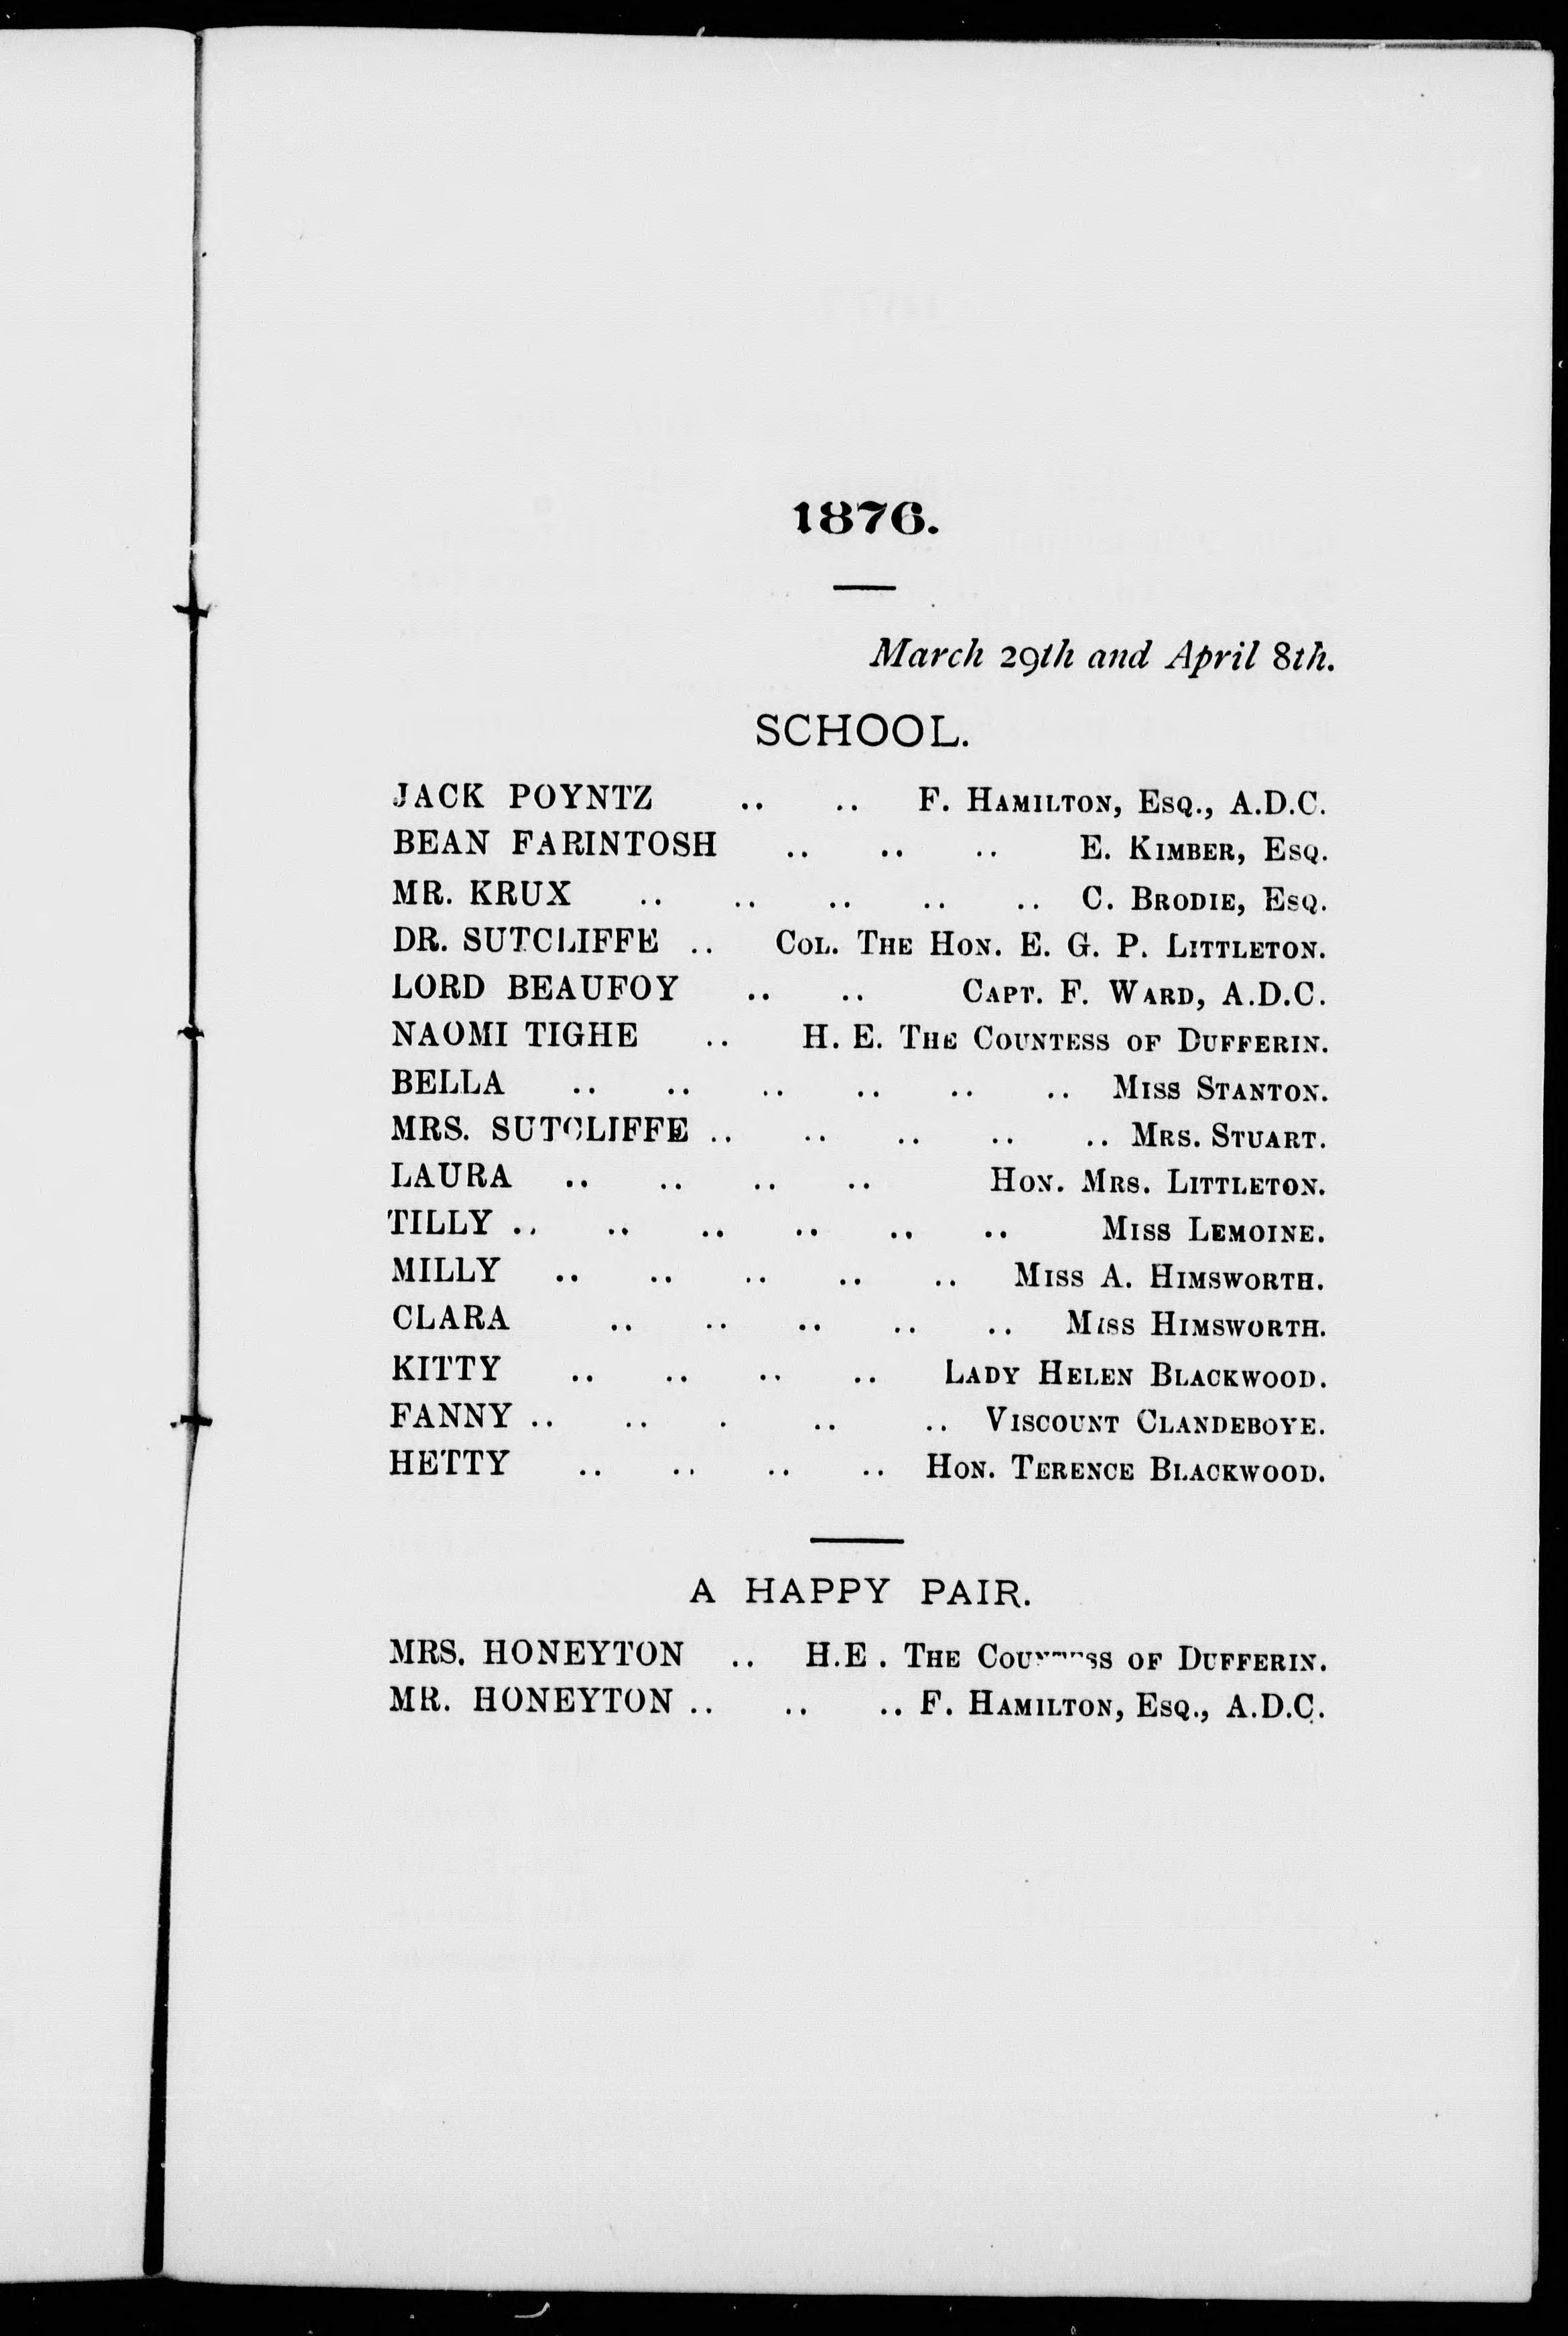 1876.
March 29th and April 8th.
SCHOOL.
JACK POYNTZ .. .. F. HAMILTON, ESQ., A.D.C.
BEAN FARINTOSH .. .. .. E. KIMBER, ESQ.
MR. KRUX .. .. .. .. .. C. BRODIE, ESQ.
DR. SUTCLIFFE .. COL. THE HON. E. G. P. LITTLETON.
LORD BEAUFOY .. .. CAPT. F. WARD, A.D.C.
NAOMI TIGHE .. H. E. THE COUNTESS OF DUFFERIN.
BELLA .. .. .. .. .. .. MISS STANTON.
MRS. SUTCLIFFE .. .. .. .. .. MRS. STUART.
LAURA .. .. .. .. HON. MRS. LITTLETON.
TILLY .. .. .. .. .. .. MISS LEMOINE.
MILLY .. .. .. .. .. MISS A. HIMSWORTH.
CLARA .. .. .. .. .. MISS HIMSWORTH.
KITTY .. .. .. .. LADY HELEN BLACKWOOD.
FANNY .. .. . .. .. VISCOUNT CLANDEBOYE.
HETTY .. .. .. .. HON. TERENCE BLACKWOOD.
A HAPPY PAIR.
MRS. HONEYTON .. H.E. THE COUNTESS OF DUFFERIN.
MR. HONEYTON .. .. .. F. HAMILTON, ESQ., A.D.C.